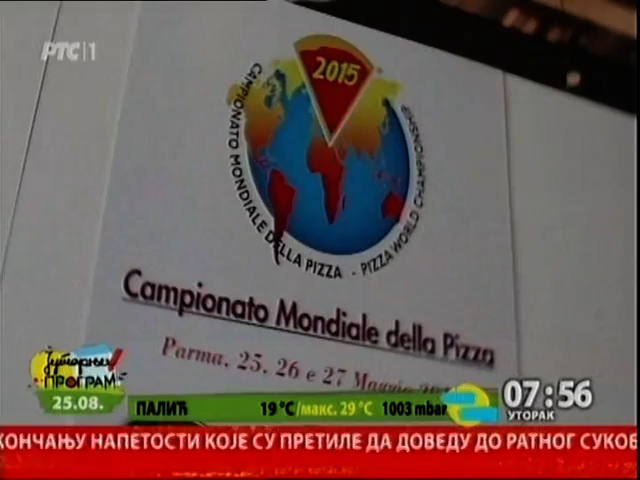 РТС|1
2015
CAMPIONATO MONDIALE DELLA PIZZA - PIZZA WORLD CHAMPIONSHIP
Campionato Mondiale della Pizza
Parma, 25, 26 e 27 Maggio
Јутарњи
ПРОГРАМ
25.08.
ПАЛИЋ 19 °C/макс. 29 °C 1003 mbar
07:56
УТОРАК
КОНЧАЊУ НАПЕТОСТИ КОЈЕ СУ ПРЕТИЛЕ ДА ДОВЕДУ ДО РАТНОГ СУКОБ